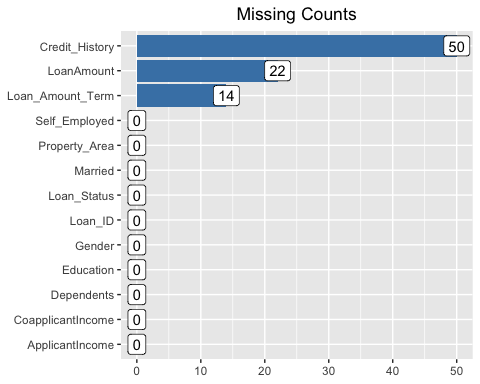 Missing Counts
Credit_History 50
LoanAmount 22
Loan_Amount_Term 14
Self_Employed 0
Property_Area 0
Married 0
Loan_Status 0
Loan_ID 0
Gender 0
Education 0
Dependents 0
CoapplicantIncome 0
ApplicantIncome 0
0 10 20 30 40 50